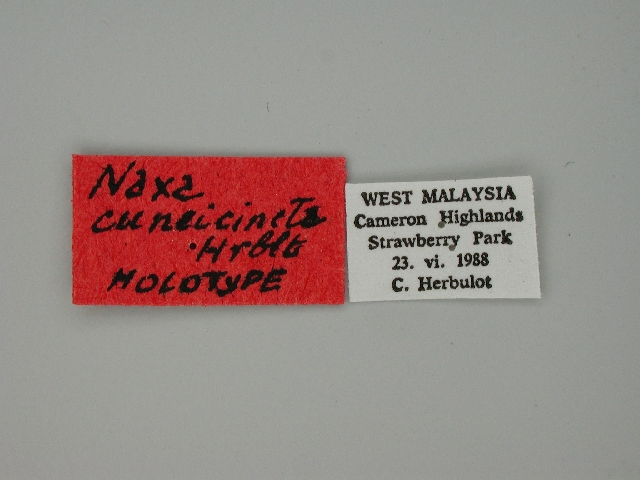 Naxa
cuneicincta
Hrblt
HOLOTYPE
WEST MALAYSIA
Cameron Highlands
Strawberry Park
23. vi. 1988
C. Herbulot